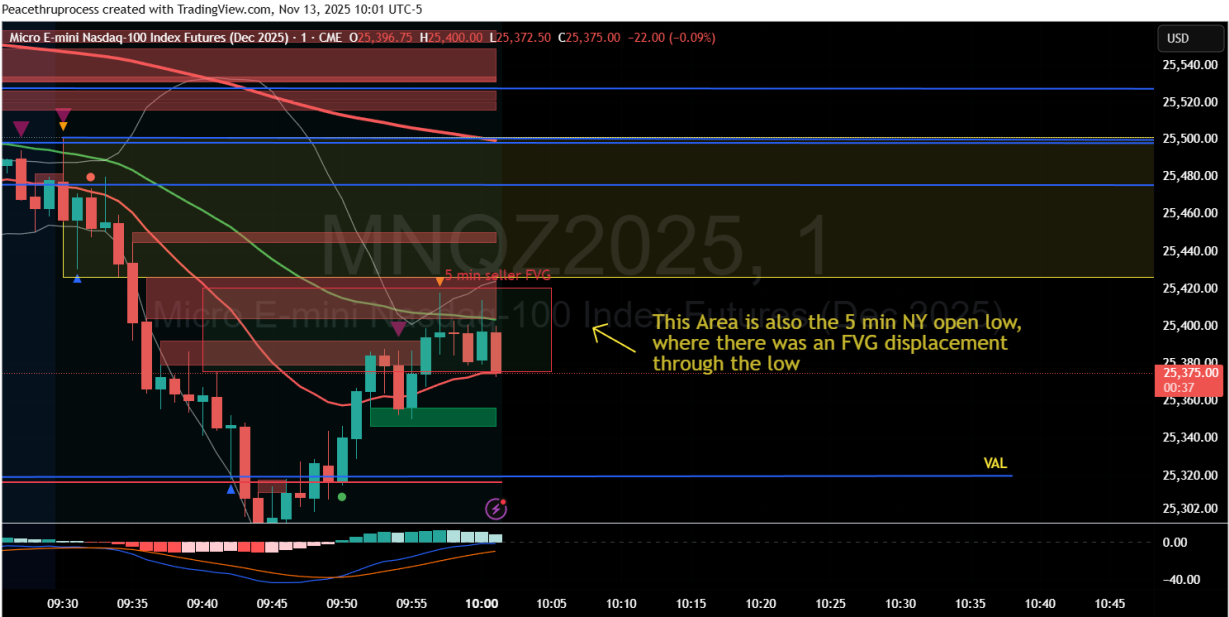 Peacethruprocess created with TradingView.com, Nov 13, 2025 10:01 UTC-5
Micro E-mini Nasdaq-100 Index Futures (Dec 2025) · 1 · CME O25,396.75 H25,400.00 L25,372.50 C25,375.00 −22.00 (−0.09%)
USD
25,540.00
25,520.00
25,500.00
25,480.00
25,460.00
25,440.00
25,420.00
25,400.00
25,380.00
25,375.00
00:37
25,360.00
25,340.00
25,320.00
25,302.00
0.00
−40.00
MNQZ2025, 1
Micro E-mini Nasdaq-100 Index Futures (Dec 2025)
5 min seller FVG
This Area is also the 5 min NY open low,
where there was an FVG displacement
through the low
VAL
09:30 09:35 09:40 09:45 09:50 09:55 10:00 10:05 10:10 10:15 10:20 10:25 10:30 10:35 10:40 10:45